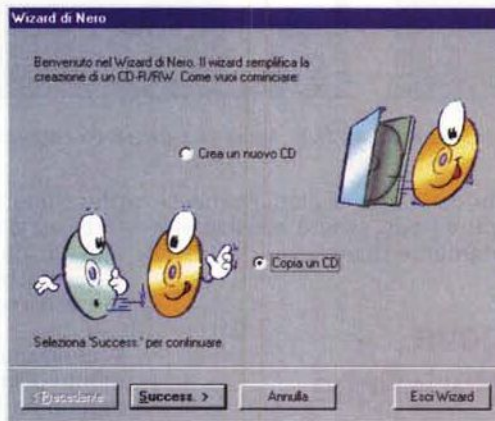 Wizard di Nero
Benvenuto nel Wizard di Nero. Il wizard semplifica la
creazione di un CD-R/RW. Come vuoi cominciare:
Crea un nuovo CD
Copia un CD
Seleziona 'Success.' per continuare.
< Precedente
Success. >
Annulla
Esci Wizard